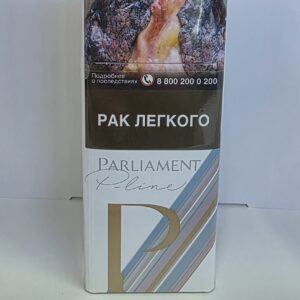 Подробнее
о последствиях 8 800 200 0 200
РАК ЛЕГКОГО
PARLIAMENT
P-line
P